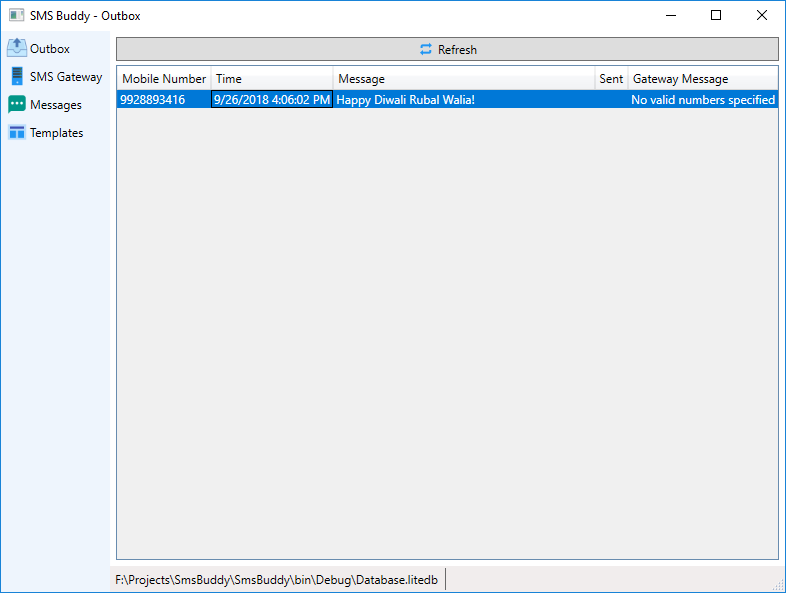 SMS Buddy - Outbox
Outbox
SMS Gateway
Messages
Templates
Refresh
Mobile Number Time Message Sent Gateway Message
9928893416 9/26/2018 4:06:02 PM Happy Diwali Rubal Walia! No valid numbers specified
F:\Projects\SmsBuddy\SmsBuddy\bin\Debug\Database.litedb